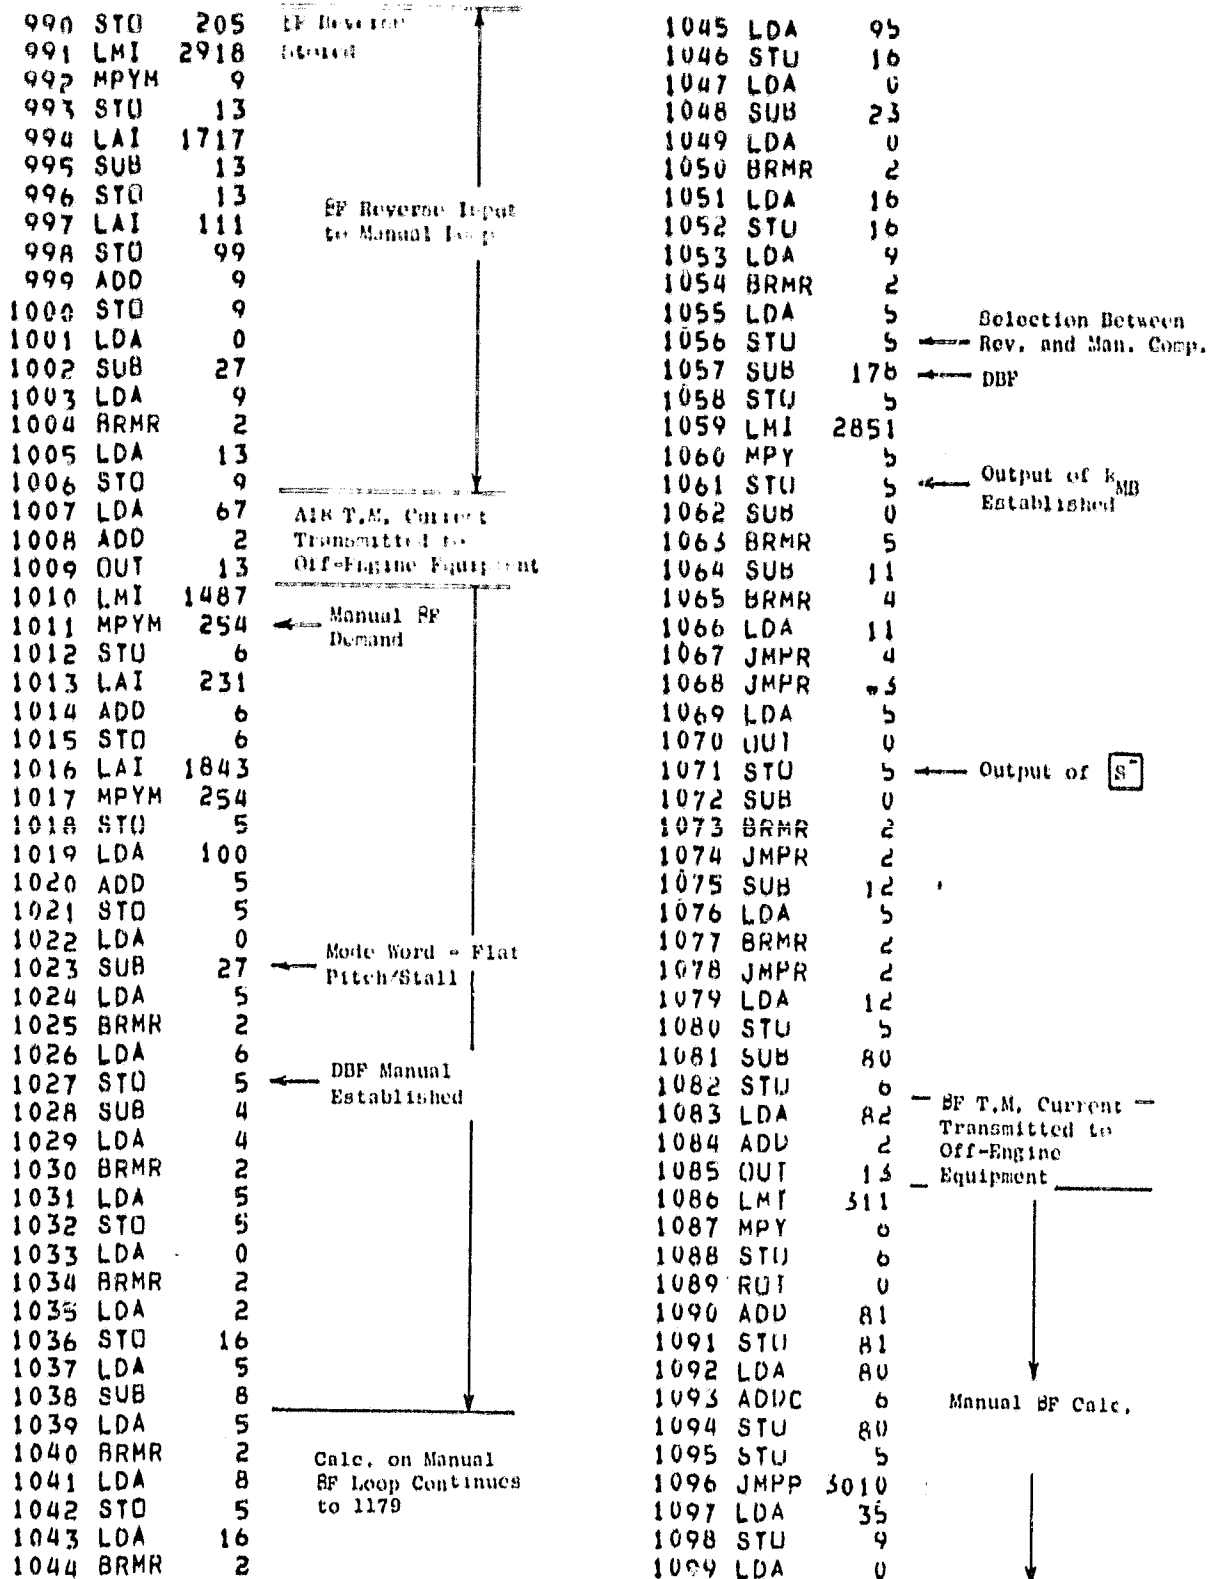 990 STO 205
991 LMI 2918
992 MPYM 9
993 STO 13
994 LAI 1717
995 SUB 13
996 STO 13
997 LAI 111
998 STO 99
999 ADD 9
1000 STO 9
1001 LDA 0
1002 SUB 27
1003 LDA 9
1004 BRMR 2
1005 LDA 13
1006 STO 9
1007 LDA 67
1008 ADD 2
1009 OUT 13
1010 LMI 1487
1011 MPYM 254
1012 STO 6
1013 LAI 231
1014 ADD 6
1015 STO 6
1016 LAI 1843
1017 MPYM 254
1018 STO 5
1019 LDA 100
1020 ADD 5
1021 STO 5
1022 LDA 0
1023 SUB 27
1024 LDA 5
1025 BRMR 2
1026 LDA 6
1027 STO 5
1028 SUB 4
1029 LDA 4
1030 BRMR 2
1031 LDA 5
1032 STO 5
1033 LDA 0
1034 BRMR 2
1035 LDA 2
1036 STO 16
1037 LDA 5
1038 SUB 8
1039 LDA 5
1040 BRMR 2
1041 LDA 8
1042 STO 5
1043 LDA 16
1044 BRMR 2
βF Reverse
βF Reverse Input
to Manual Loop
A18 T.M. Current
Transmitted to
Off-Engine Equipment
Manual βF
Demand
Mode Word - Flat
Pitch/Stall
DBF Manual
Established
Calc. on Manual
βF Loop Continues
to 1179
1045 LDA 95
1046 STO 16
1047 LDA 0
1048 SUB 23
1049 LDA 0
1050 BRMR 2
1051 LDA 16
1052 STO 16
1053 LDA 9
1054 BRMR 2
1055 LDA 5
1056 STO 5
1057 SUB 176
1058 STO 5
1059 LMI 2851
1060 MPY 5
1061 STO 5
1062 SUB 0
1063 BRMR 5
1064 SUB 11
1065 BRMR 4
1066 LDA 11
1067 JMPR 4
1068 JMPR -3
1069 LDA 5
1070 OUT 0
1071 STO 5
1072 SUB 0
1073 BRMR 2
1074 JMPR 2
1075 SUB 12
1076 LDA 5
1077 BRMR 2
1078 JMPR 2
1079 LDA 12
1080 STO 5
1081 SUB 80
1082 STO 6
1083 LDA 82
1084 ADD 2
1085 OUT 13
1086 LMI 311
1087 MPY 6
1088 STO 6
1089 ROT 0
1090 ADD 81
1091 STO 81
1092 LDA 80
1093 ADDC 6
1094 STO 80
1095 STO 5
1096 JMPP 3010
1097 LDA 35
1098 STO 9
1099 LDA 0
Selection Between
Rev. and Man. Comp.
DBF
Output of KMB
Established
Output of S-
βF T.M. Current
Transmitted to
Off-Engine
Equipment
Manual βF Calc.